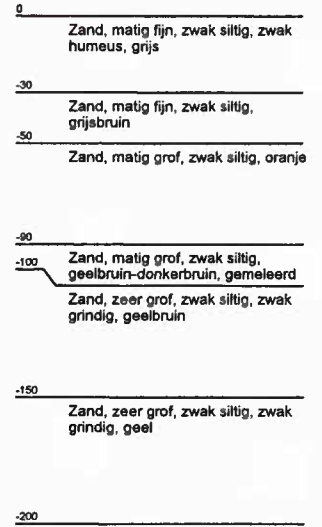 0
Zand, matig fijn, zwak siltig, zwak
humeus, grijs
-30
Zand, matig fijn, zwak siltig,
grijsbruin
-50
Zand, matig grof, zwak siltig, oranje
-90
Zand, matig grof, zwak siltig,
-100
geelbruin-donkerbruin, gemeleerd
Zand, zeer grof, zwak siltig, zwak
grindig, geelbruin
-150
Zand, zeer grof, zwak siltig, zwak
grindig, geel
-200